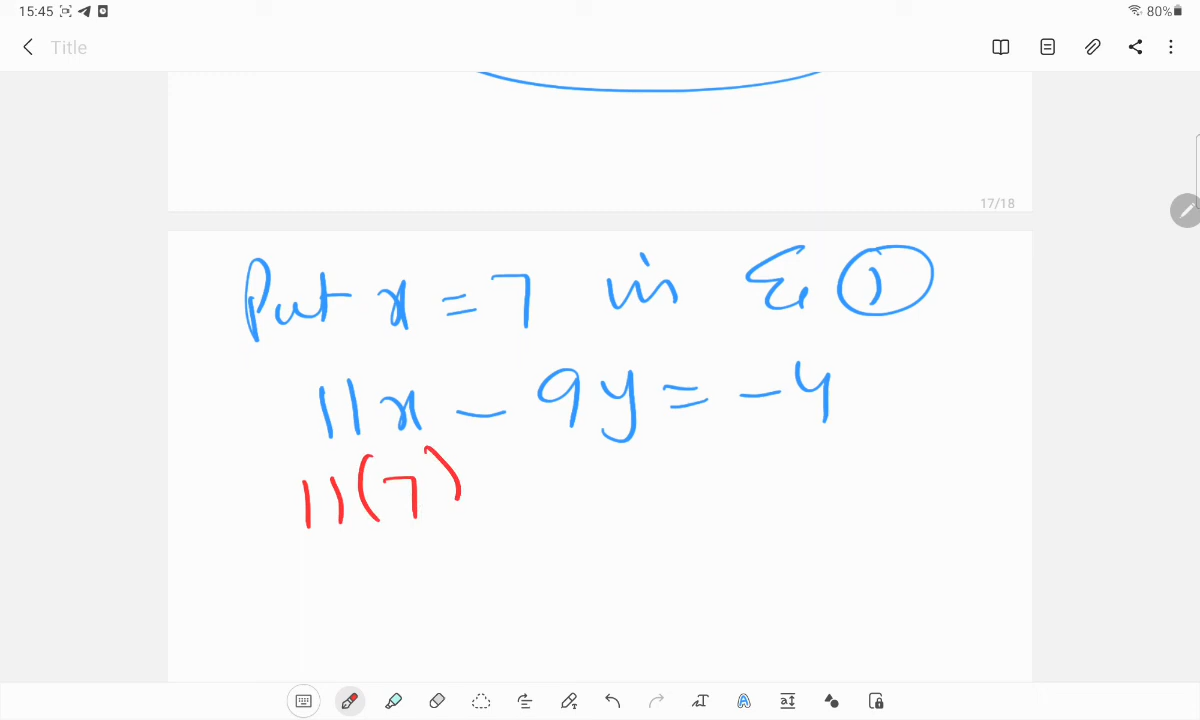 15:45 80%
Title
17/18
Put x = 7 in Eq ①
11x - 9y = -4
11(7)